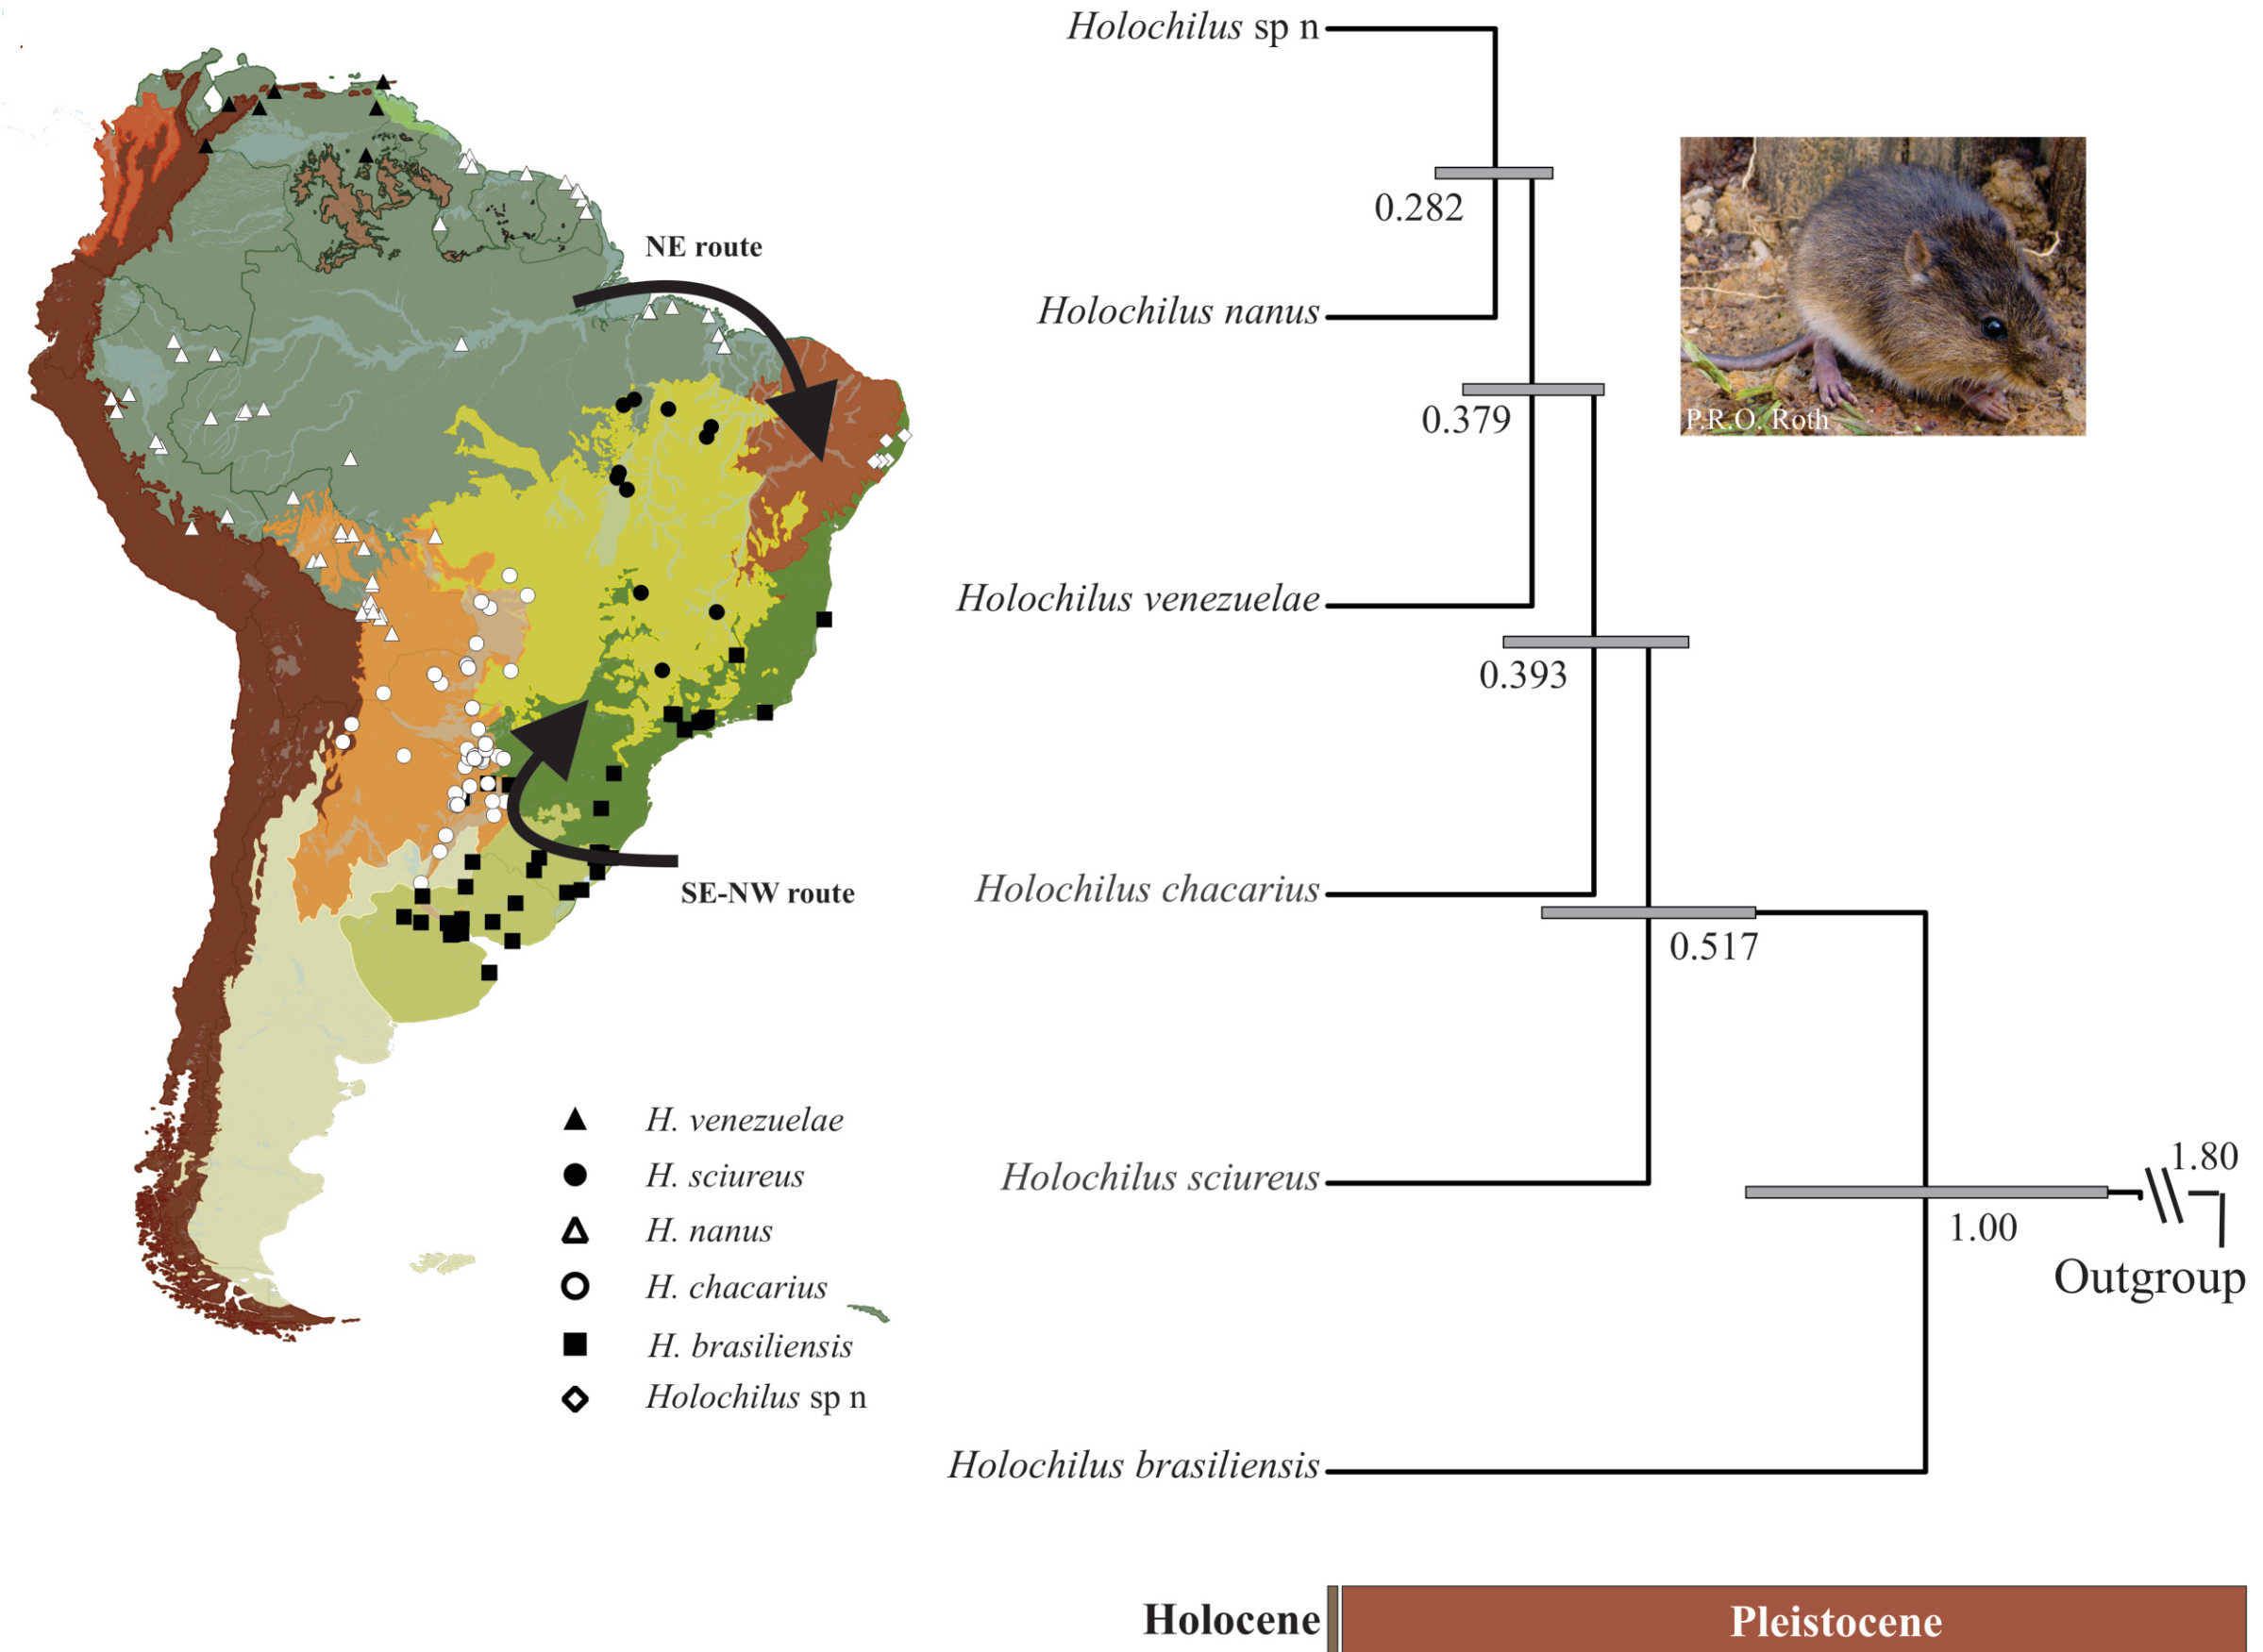 NE route
SE-NW route
H. venezuelae
H. sciureus
H. nanus
H. chacarius
H. brasiliensis
Holochilus sp n
Holochilus sp n
0.282
Holochilus nanus
P.R.O. Roth
0.379
Holochilus venezuelae
0.393
Holochilus chacarius
0.517
Holochilus sciureus
1.80
1.00
Outgroup
Holochilus brasiliensis
Holocene
Pleistocene